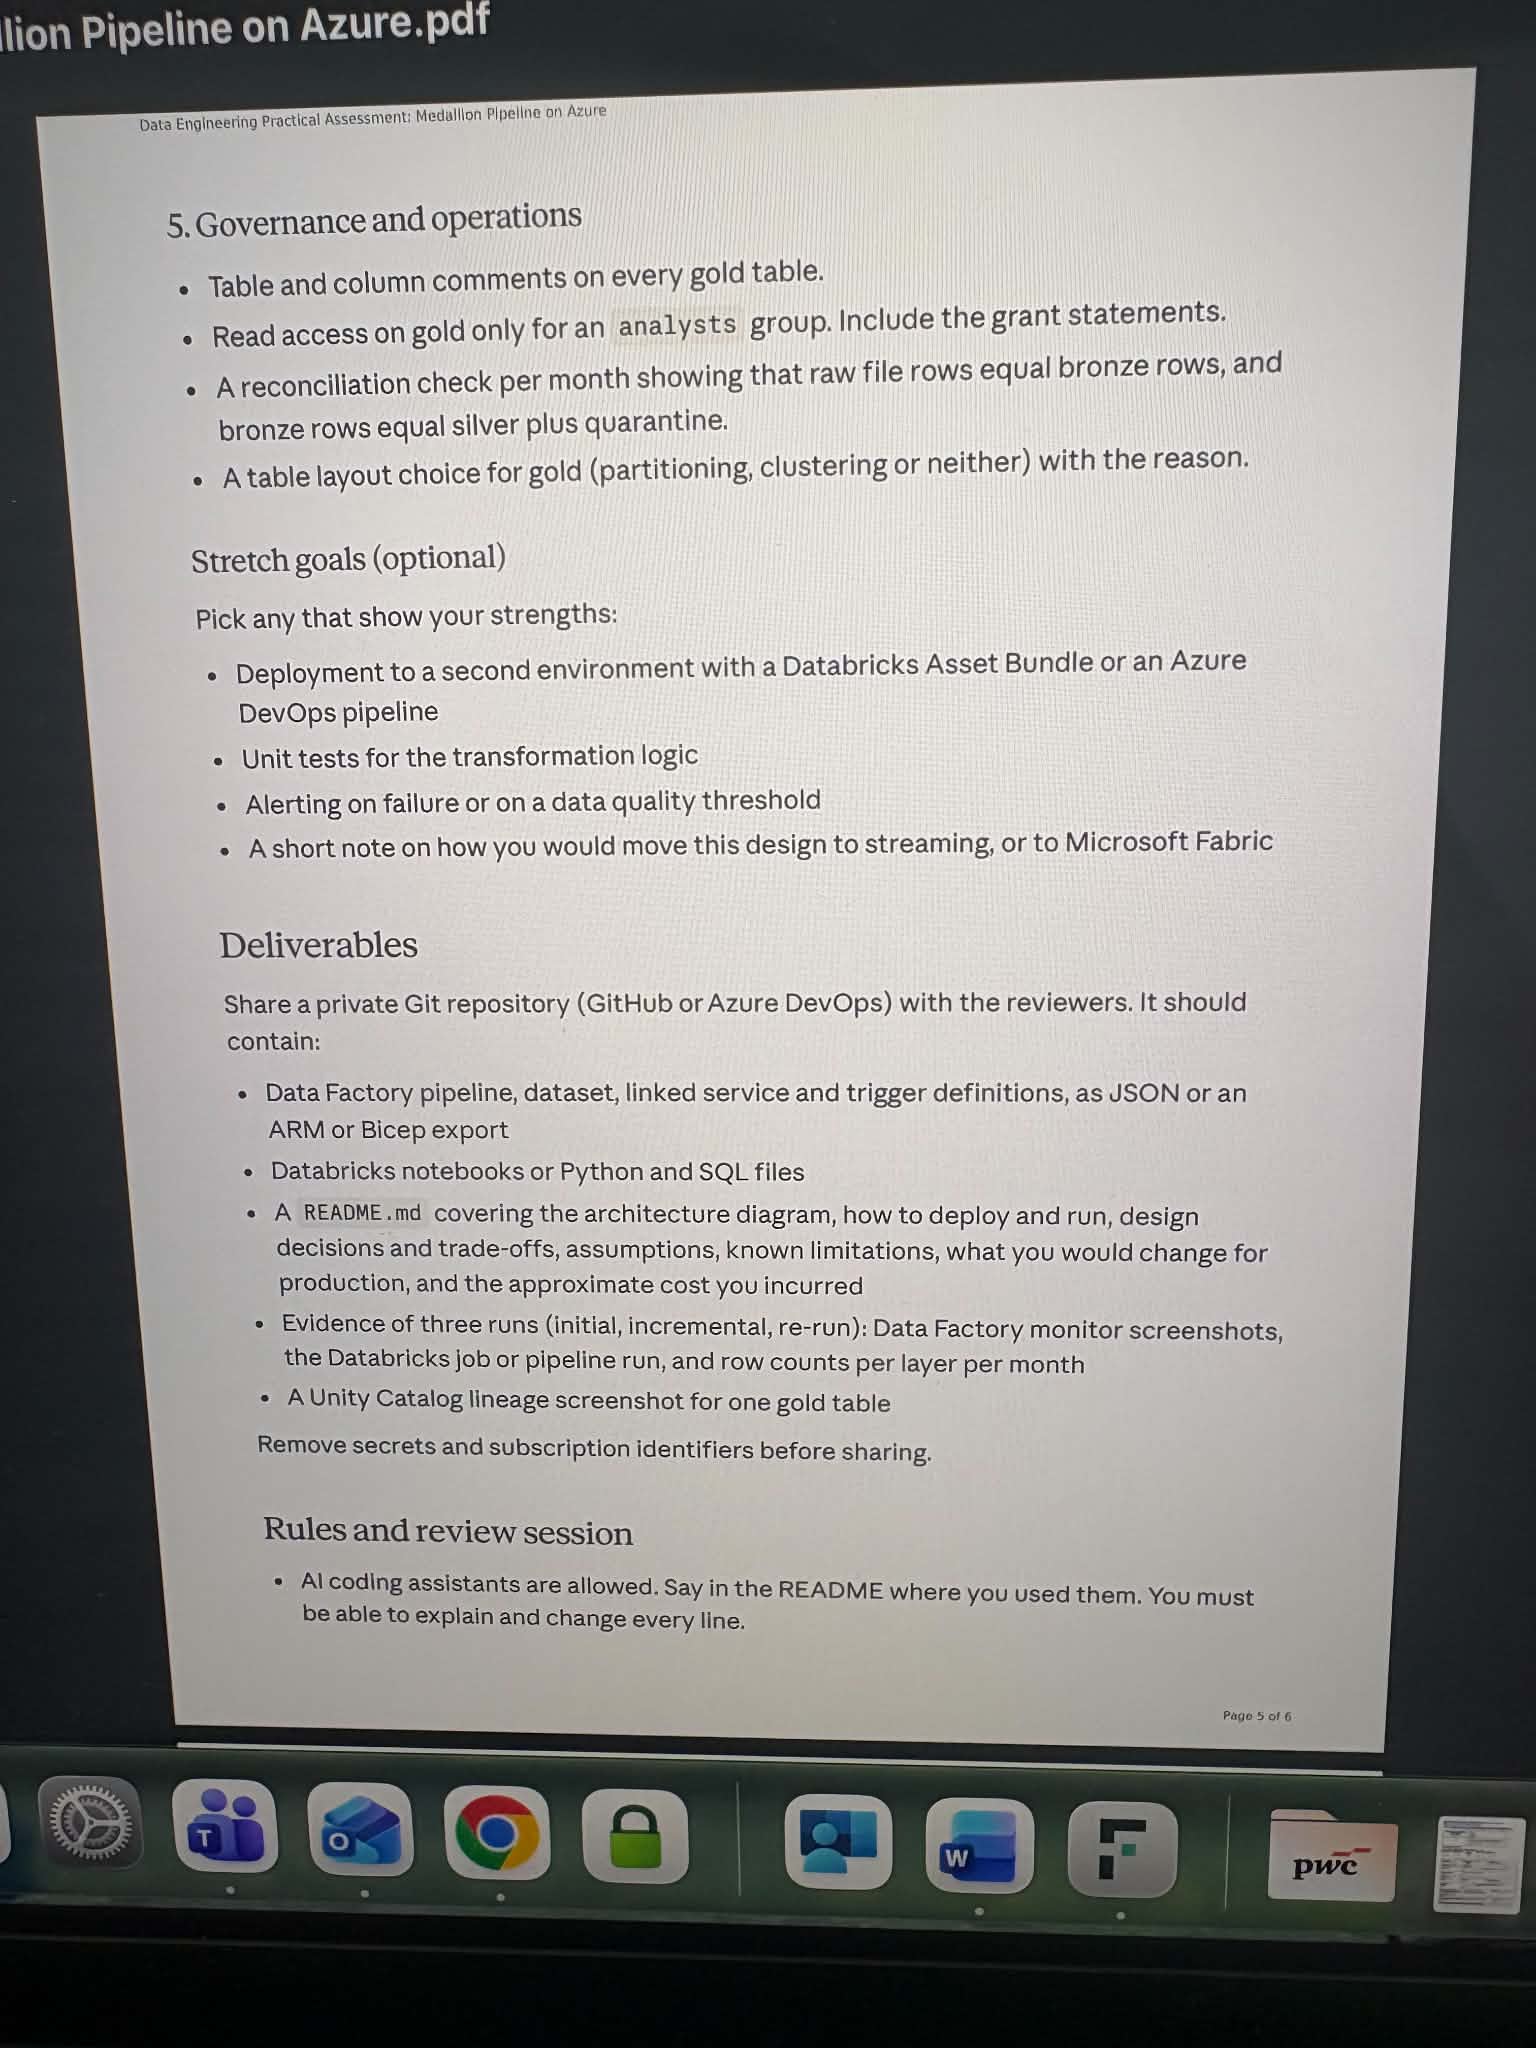 llion Pipeline on Azure.pdf
Data Engineering Practical Assessment: Medallion Pipeline on Azure
5. Governance and operations
• Table and column comments on every gold table.
• Read access on gold only for an analysts group. Include the grant statements.
• A reconciliation check per month showing that raw file rows equal bronze rows, and
bronze rows equal silver plus quarantine.
• A table layout choice for gold (partitioning, clustering or neither) with the reason.
Stretch goals (optional)
Pick any that show your strengths:
• Deployment to a second environment with a Databricks Asset Bundle or an Azure
DevOps pipeline
• Unit tests for the transformation logic
• Alerting on failure or on a data quality threshold
• A short note on how you would move this design to streaming, or to Microsoft Fabric
Deliverables
Share a private Git repository (GitHub or Azure DevOps) with the reviewers. It should
contain:
• Data Factory pipeline, dataset, linked service and trigger definitions, as JSON or an
ARM or Bicep export
• Databricks notebooks or Python and SQL files
• A README.md covering the architecture diagram, how to deploy and run, design
decisions and trade-offs, assumptions, known limitations, what you would change for
production, and the approximate cost you incurred
• Evidence of three runs (initial, incremental, re-run): Data Factory monitor screenshots,
the Databricks job or pipeline run, and row counts per layer per month
• A Unity Catalog lineage screenshot for one gold table
Remove secrets and subscription identifiers before sharing.
Rules and review session
• AI coding assistants are allowed. Say in the README where you used them. You must
be able to explain and change every line.
Page 5 of 6
T
O
W
pwc